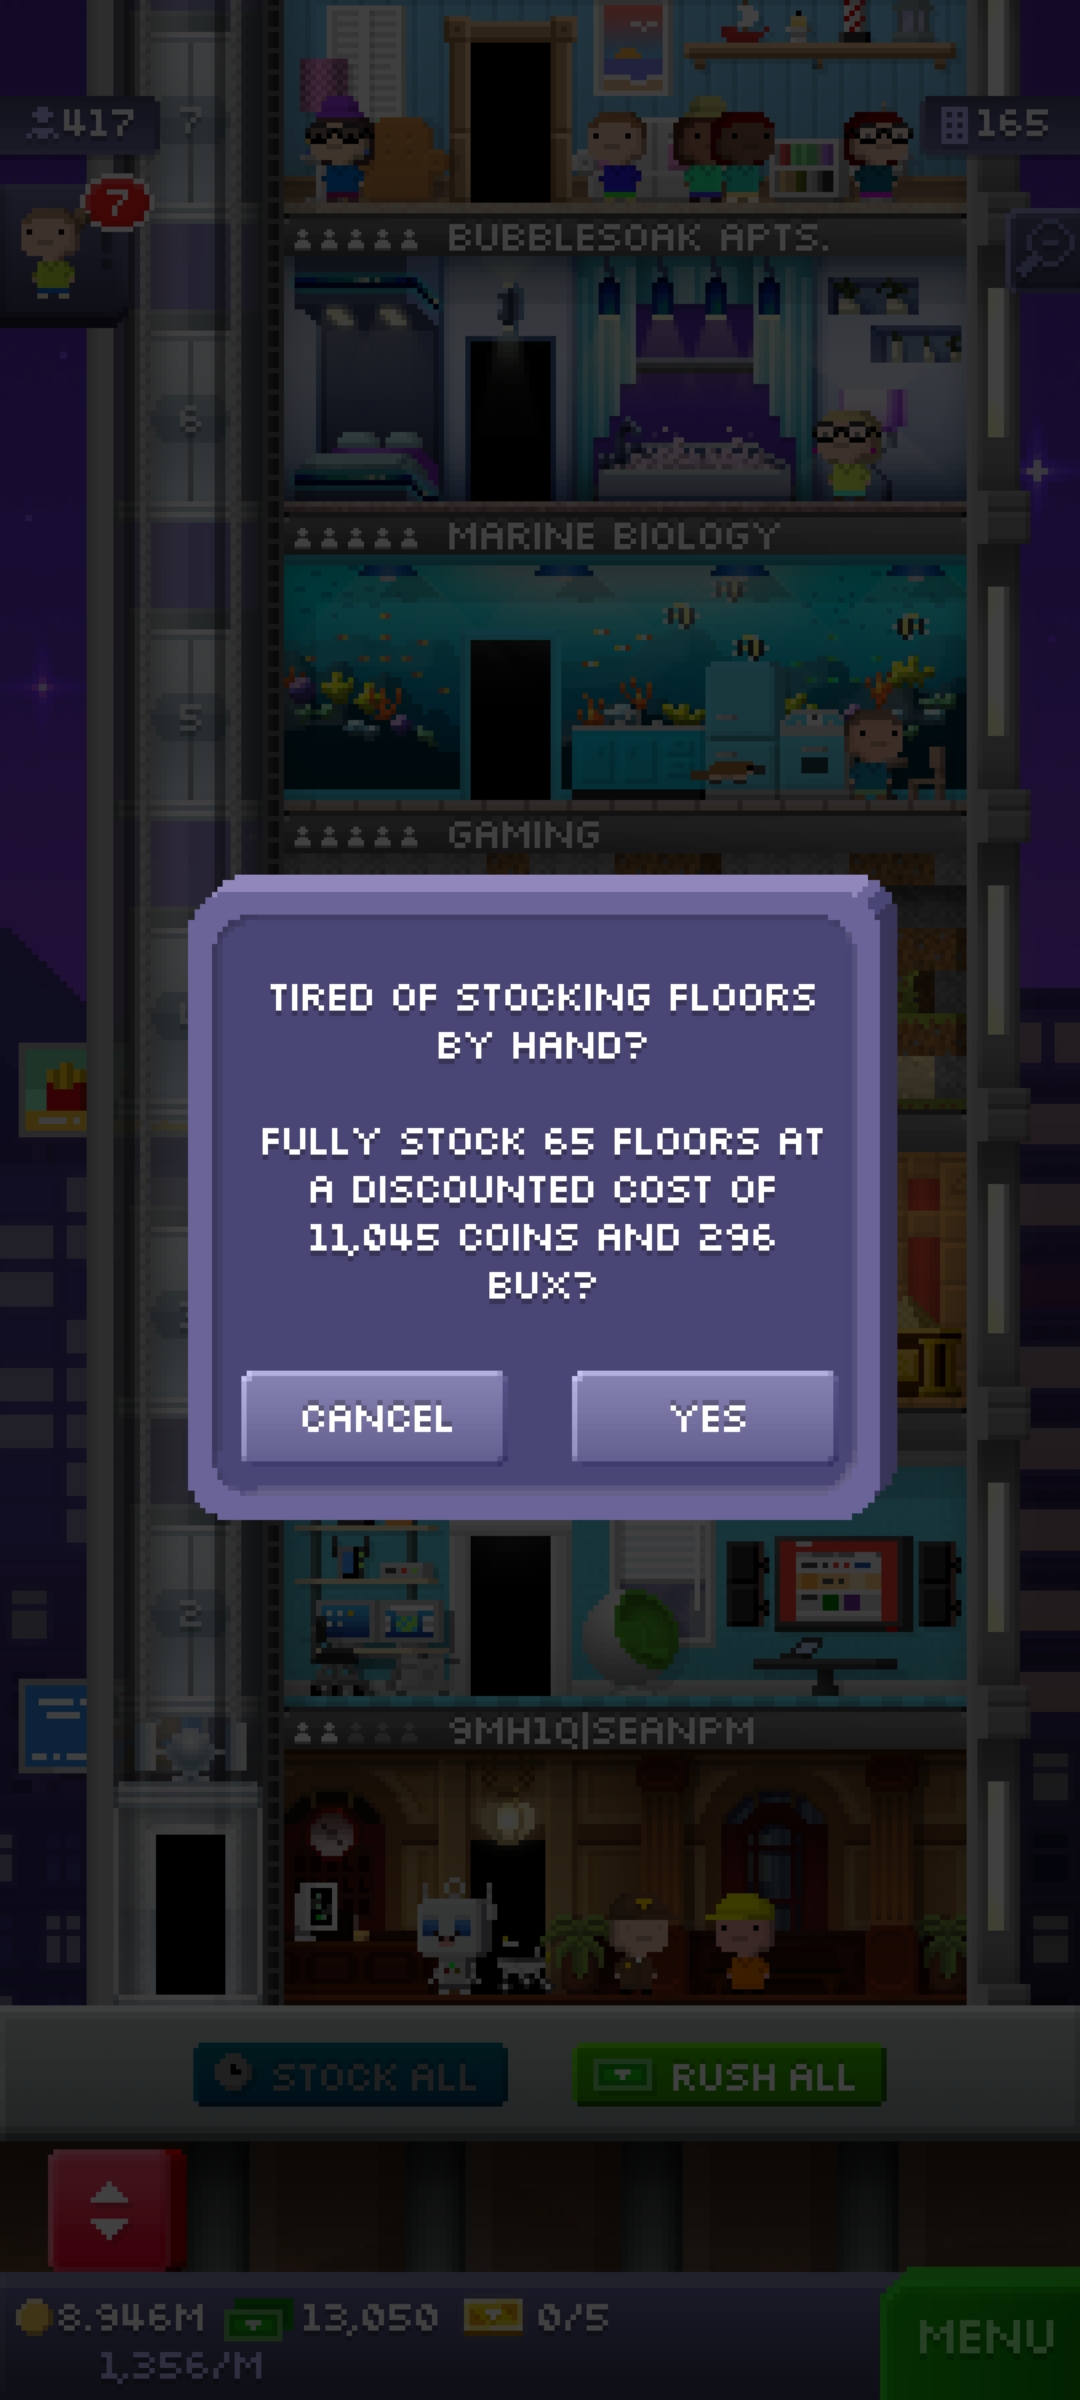 417
7
165
7
BUBBLESOAK APTS.
6
MARINE BIOLOGY
5
GAMING
TIRED OF STOCKING FLOORS
BY HAND?
FULLY STOCK 65 FLOORS AT
A DISCOUNTED COST OF
11,045 COINS AND 296
BUX?
CANCEL
YES
2
9MH1Q|SEANPM
STOCK ALL
RUSH ALL
8.946M
13,050
0/5
1,356/M
MENU